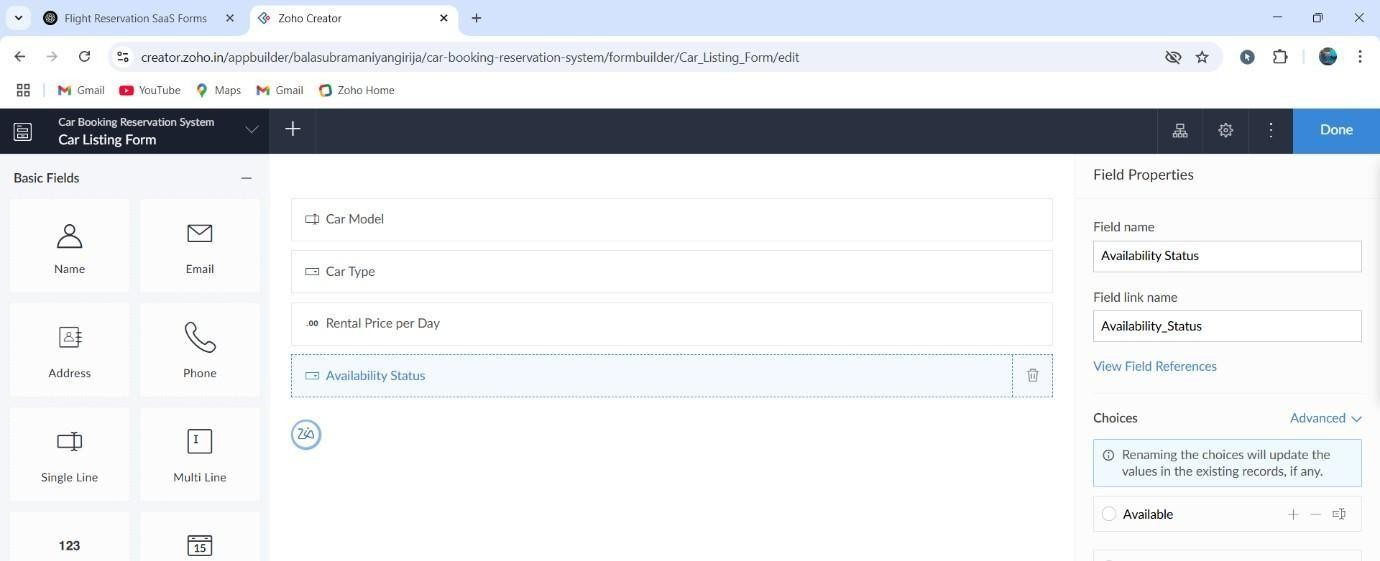 Flight Reservation SaaS Forms
Zoho Creator
creator.zoho.in/appbuilder/balasubramaniyangirija/car-booking-reservation-system/formbuilder/Car_Listing_Form/edit
Gmail
YouTube
Maps
Gmail
Zoho Home
Car Booking Reservation System
Car Listing Form
Done
Basic Fields
Name
Email
Address
Phone
Single Line
Multi Line
123
15
Car Model
Car Type
.00 Rental Price per Day
Availability Status
Zia
Field Properties
Field name
Availability Status
Field link name
Availability_Status
View Field References
Choices
Advanced
Renaming the choices will update the
values in the existing records, if any.
Available